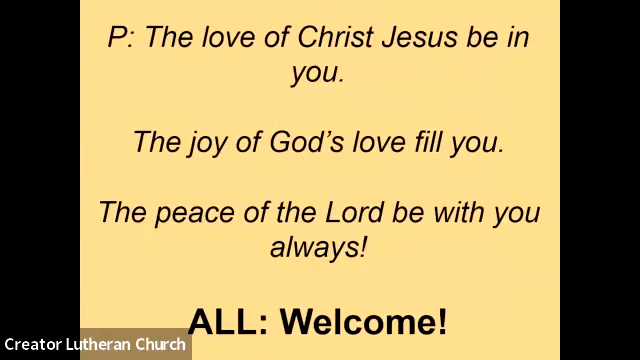 P: The love of Christ Jesus be in
you.
The joy of God’s love fill you.
The peace of the Lord be with you
always!
ALL: Welcome!
Creator Lutheran Church